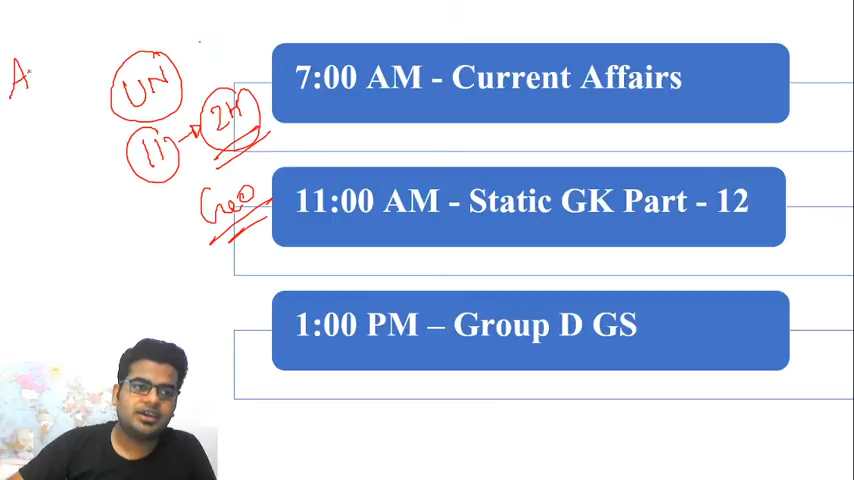 A
UN
7:00 AM - Current Affairs
11 → 2H
Geo
11:00 AM - Static GK Part - 12
1:00 PM – Group D GS